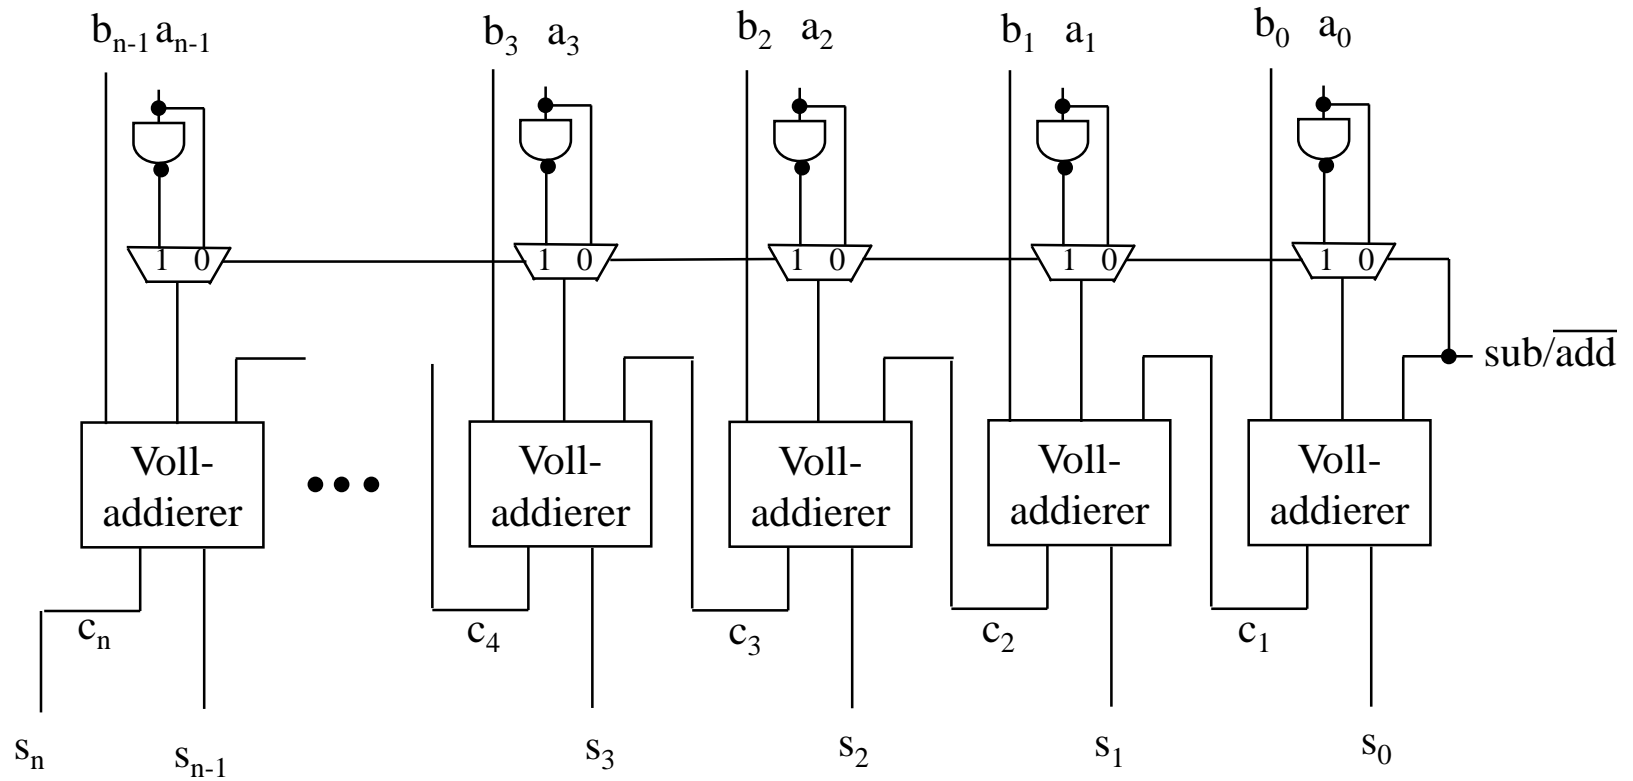 bₙ₋₁ aₙ₋₁ b₃ a₃ b₂ a₂ b₁ a₁ b₀ a₀
1 0 1 0 1 0 1 0 1 0
sub/a̅d̅d̅
Voll- Voll- Voll- Voll- Voll-
addierer addierer addierer addierer addierer
cₙ c₄ c₃ c₂ c₁
sₙ sₙ₋₁ s₃ s₂ s₁ s₀